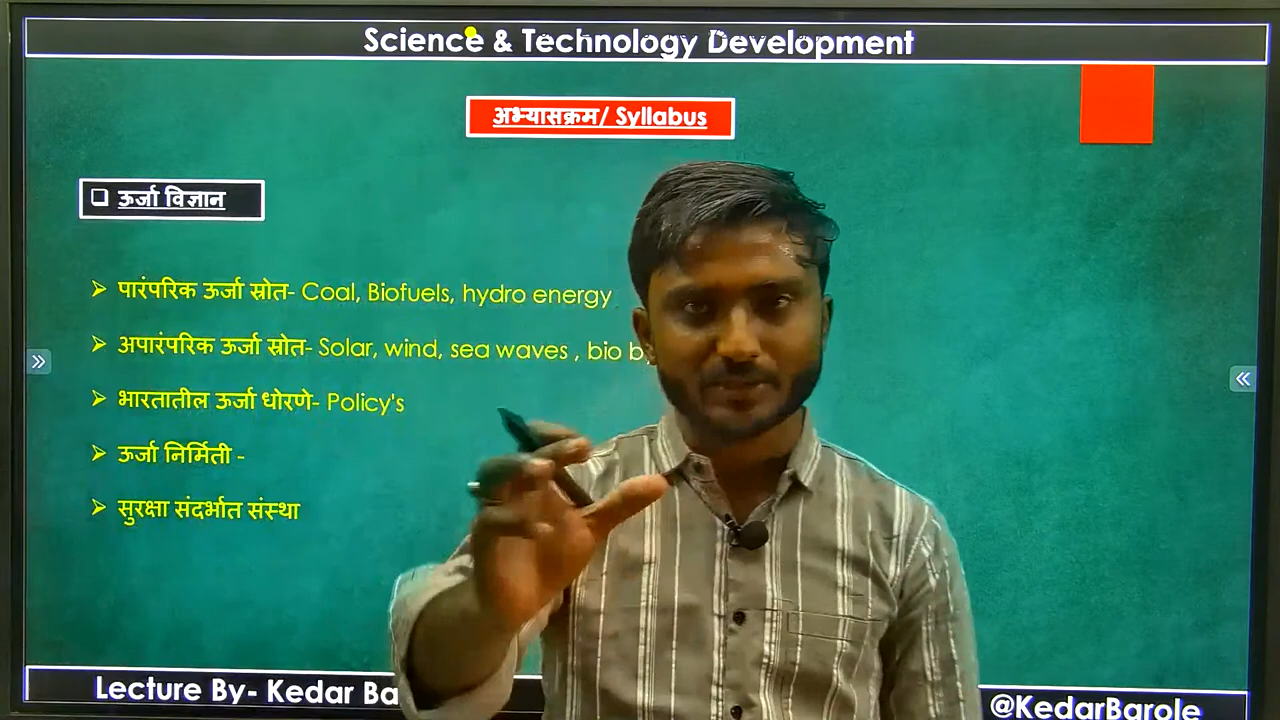 Science & Technology Development
अभ्यासक्रम/ Syllabus
❑ ऊर्जा विज्ञान
➢ पारंपरिक ऊर्जा स्रोत- Coal, Biofuels, hydro energy
➢ अपारंपरिक ऊर्जा स्रोत- Solar, wind, sea waves , bio
➢ भारतातील ऊर्जा धोरणे- Policy's
➢ ऊर्जा निर्मिती -
➢ सुरक्षा संदर्भात संस्था
Lecture By- Kedar
@KedarBarole